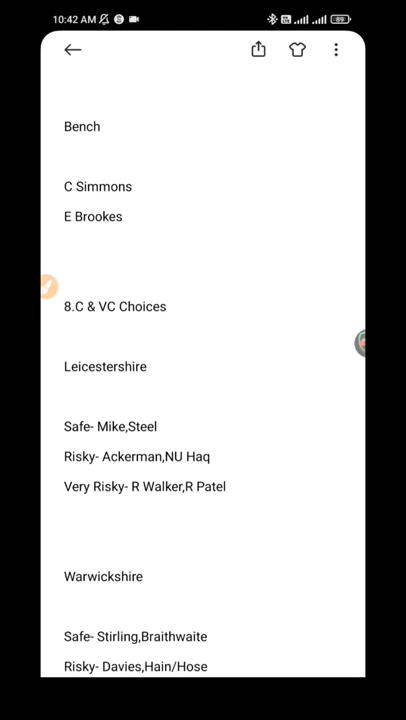 10:42 AM
89
Bench
C Simmons
E Brookes
8.C & VC Choices
Leicestershire
Safe- Mike,Steel
Risky- Ackerman,NU Haq
Very Risky- R Walker,R Patel
Warwickshire
Safe- Stirling,Braithwaite
Risky- Davies,Hain/Hose